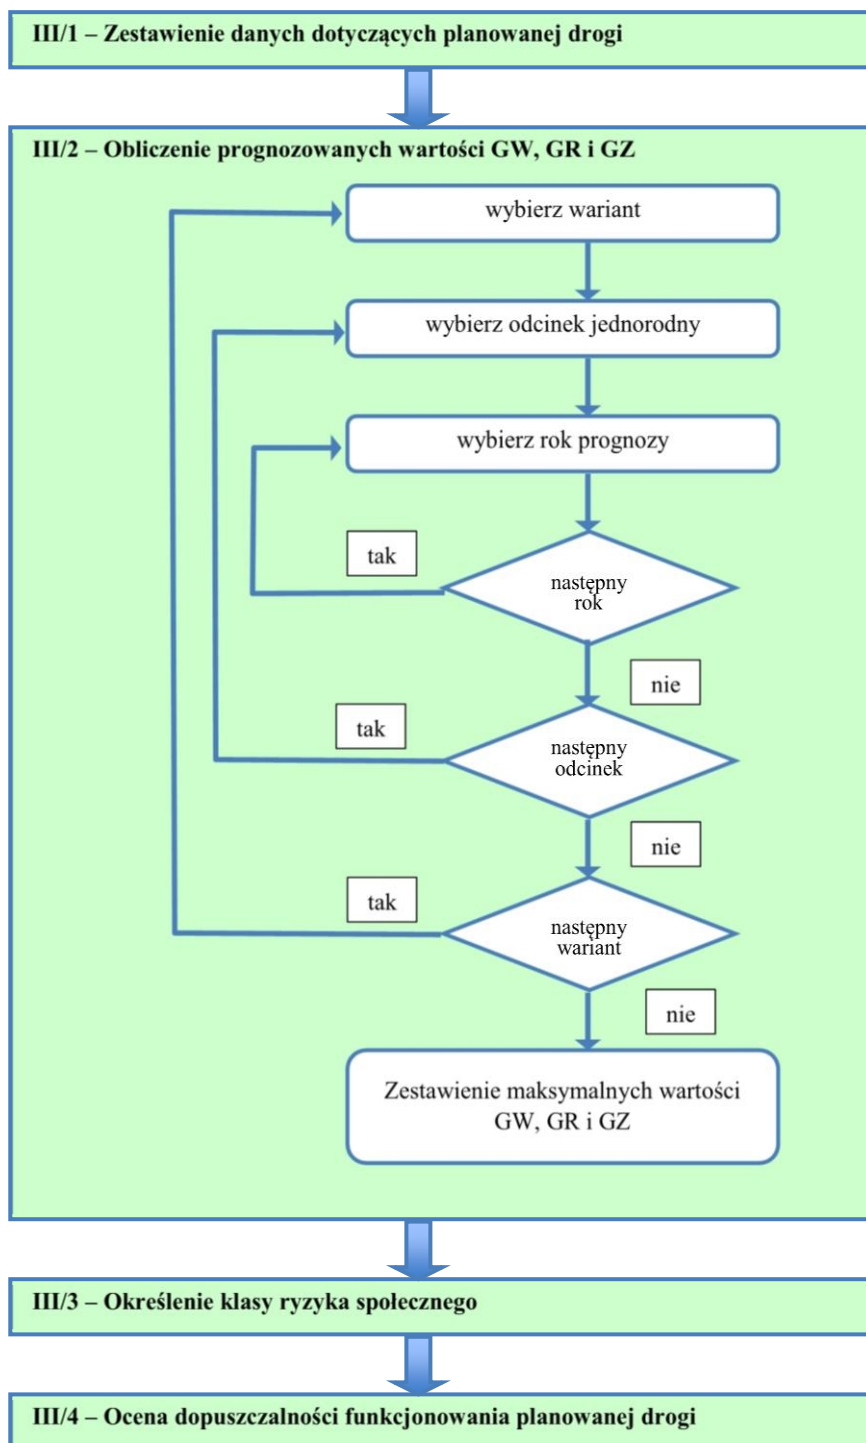 III/1 – Zestawienie danych dotyczących planowanej drogi
III/2 – Obliczenie prognozowanych wartości GW, GR i GZ
wybierz wariant
wybierz odcinek jednorodny
wybierz rok prognozy
tak
następny
rok
nie
tak
następny
odcinek
nie
tak
następny
wariant
nie
Zestawienie maksymalnych wartości
GW, GR i GZ
III/3 – Określenie klasy ryzyka społecznego
III/4 – Ocena dopuszczalności funkcjonowania planowanej drogi